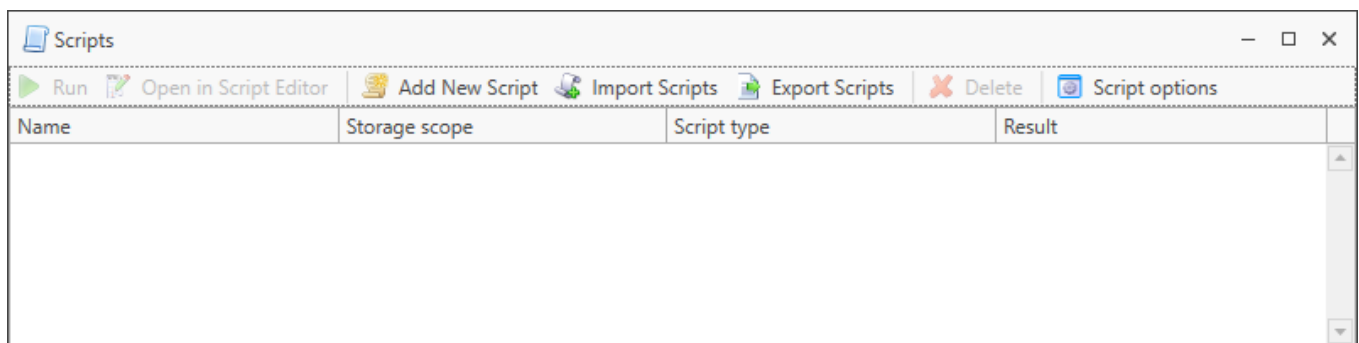 Scripts
Run Open in Script Editor Add New Script Import Scripts Export Scripts Delete Script options
Name Storage scope Script type Result